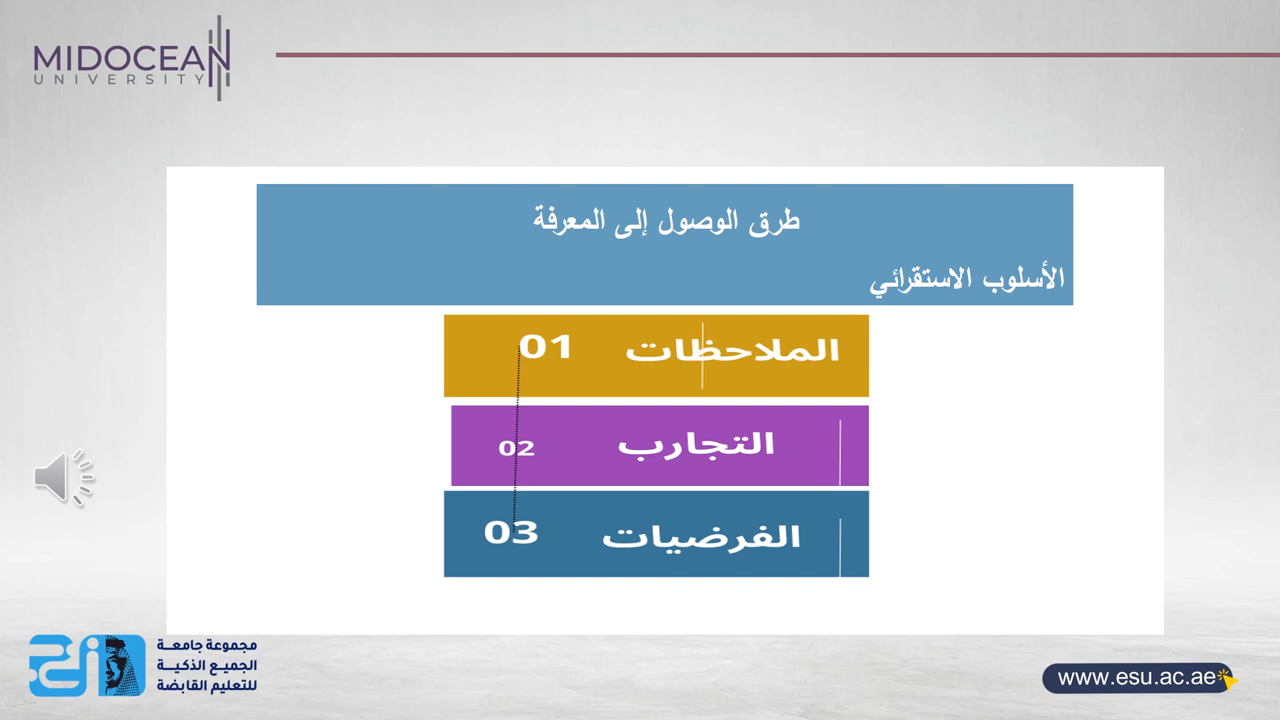 MIDOCEAN
UNIVERSITY
طرق الوصول إلى المعرفة
الأسلوب الاستقرائي
01 الملاحظات
02 التجارب
03 الفرضيات
مجموعة جامعة
الجميع الذكية
للتعليم القابضة
www.esu.ac.ae